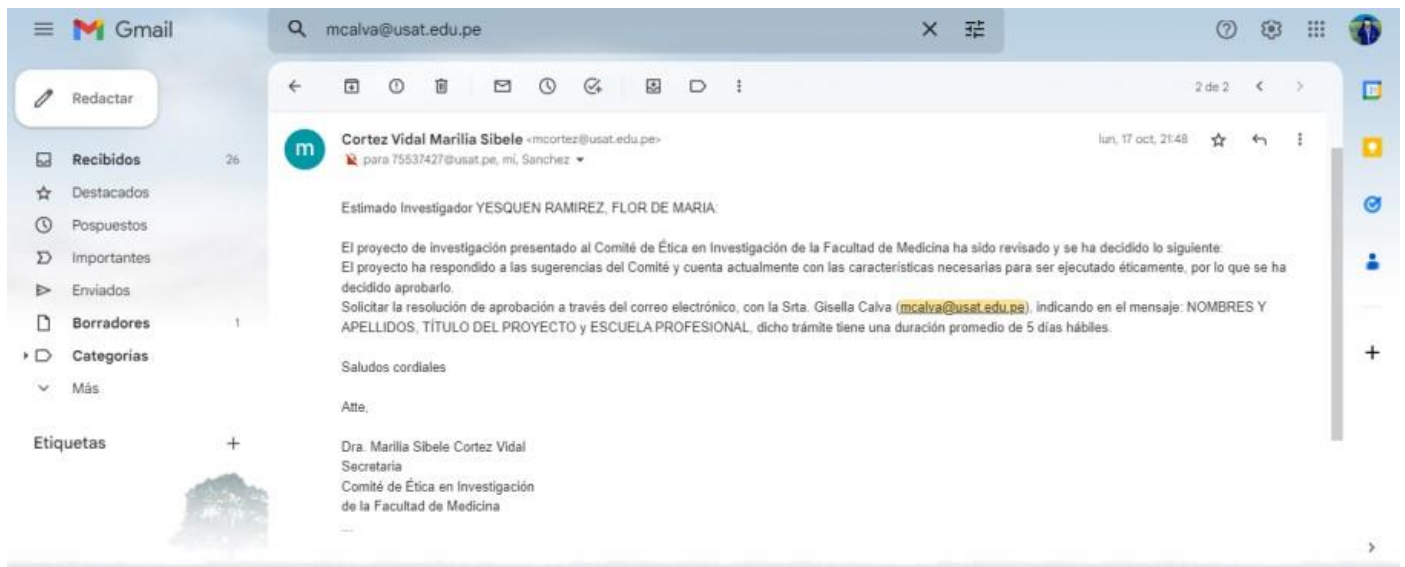 Gmail
mcalva@usat.edu.pe
Redactar
2 de 2
Recibidos 26
Destacados
Pospuestos
Importantes
Enviados
Borradores 1
Categorías
Más
Etiquetas
Cortez Vidal Marilia Sibele <mcortez@usat.edu.pe>
lun, 17 oct, 21:48
para 75537427@usat.pe, mí, Sanchez
Estimado Investigador YESQUEN RAMIREZ, FLOR DE MARIA:
El proyecto de investigación presentado al Comité de Ética en Investigación de la Facultad de Medicina ha sido revisado y se ha decidido lo siguiente:
El proyecto ha respondido a las sugerencias del Comité y cuenta actualmente con las características necesarias para ser ejecutado éticamente, por lo que se ha
decidido aprobarlo.
Solicitar la resolución de aprobación a través del correo electrónico, con la Srta. Gisella Calva (mcalva@usat.edu.pe), indicando en el mensaje: NOMBRES Y
APELLIDOS, TÍTULO DEL PROYECTO y ESCUELA PROFESIONAL, dicho trámite tiene una duración promedio de 5 días hábiles.
Saludos cordiales
Atte,
Dra. Marilia Sibele Cortez Vidal
Secretaria
Comité de Ética en Investigación
de la Facultad de Medicina
...